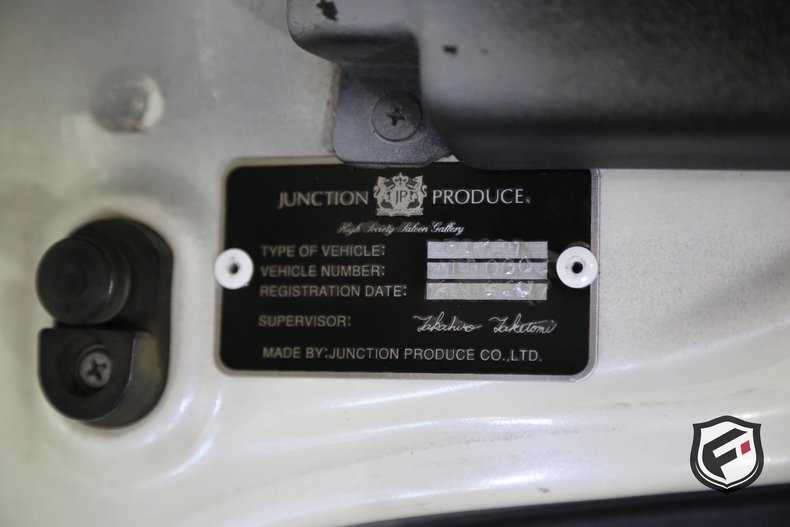 JUNCTION JP PRODUCE
High Society Saloon Gallery
TYPE OF VEHICLE:
VEHICLE NUMBER:
REGISTRATION DATE:
SUPERVISOR: Takahiro Taketomi
MADE BY:JUNCTION PRODUCE CO.,LTD.